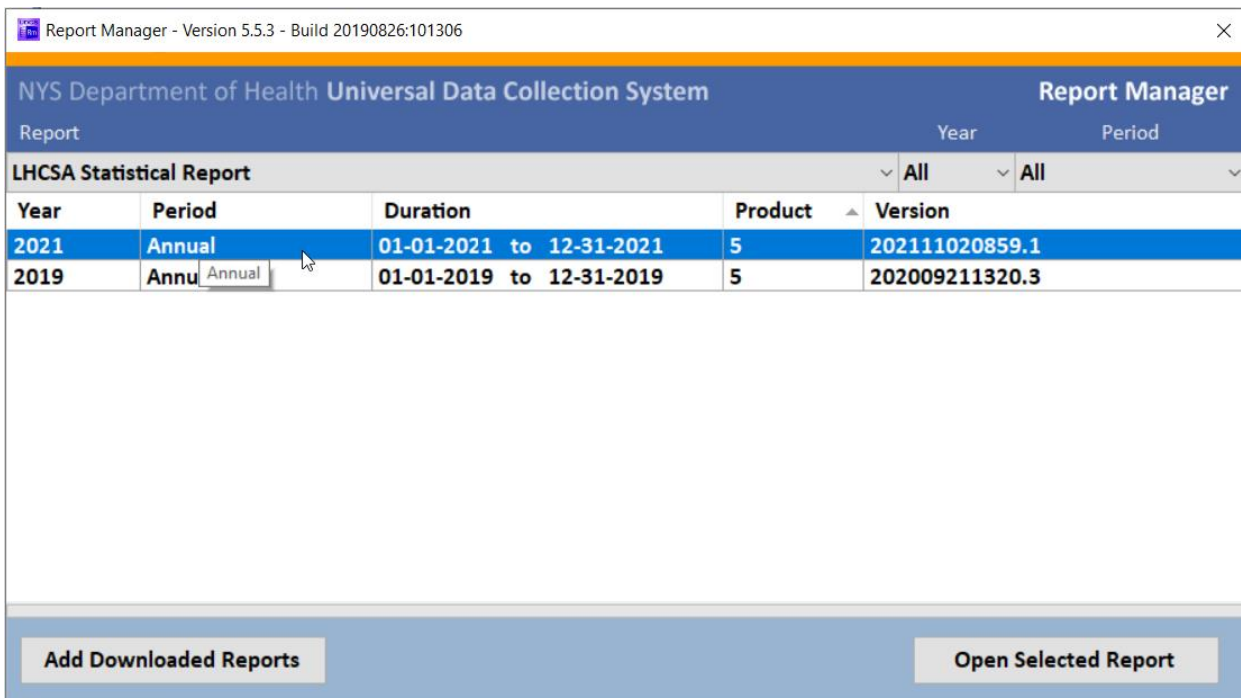 Report Manager - Version 5.5.3 - Build 20190826:101306
NYS Department of Health Universal Data Collection System Report Manager
Report Year Period
LHCSA Statistical Report All All
Year Period Duration Product Version
2021 Annual 01-01-2021 to 12-31-2021 5 202111020859.1
2019 Annu Annual 01-01-2019 to 12-31-2019 5 202009211320.3
Add Downloaded Reports Open Selected Report